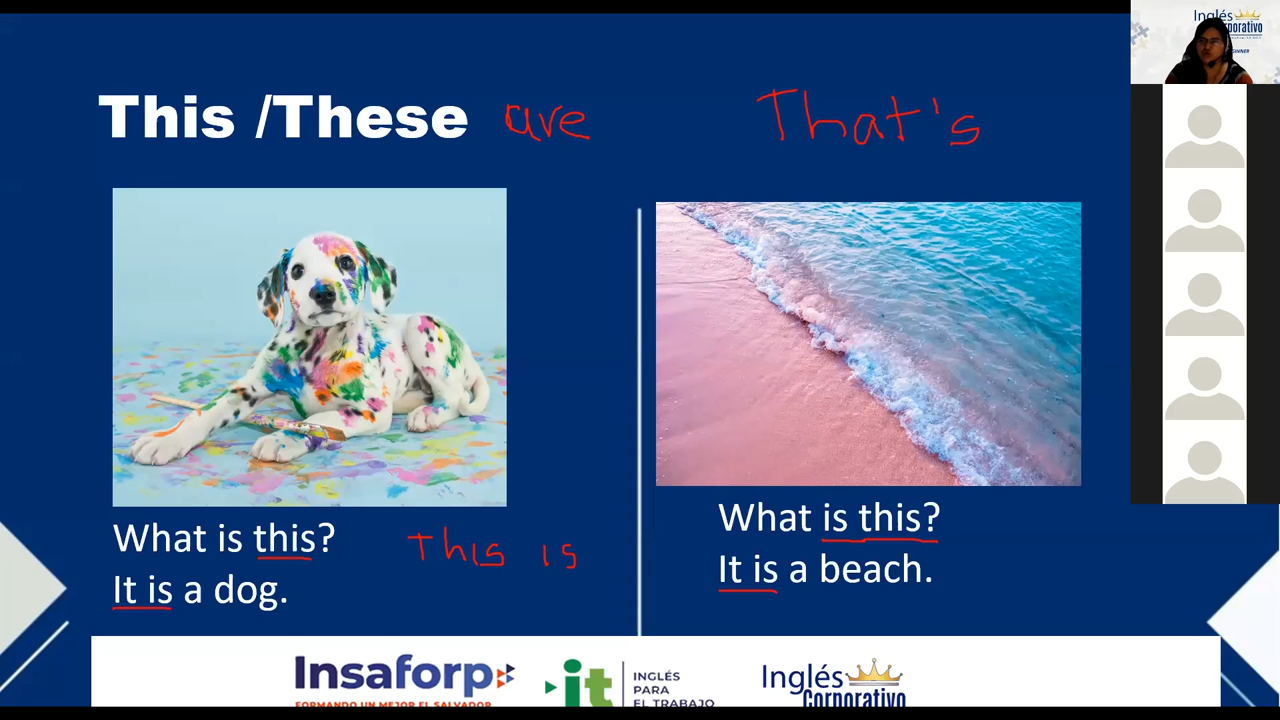 Inglés
Corporativo
This /These are That's
What is this? This is
It is a dog.
What is this?
It is a beach.
Insaforp
FORMANDO UN MEJOR EL SALVADOR
it INGLÉS
PARA
EL TRABAJO
Inglés
Corporativo